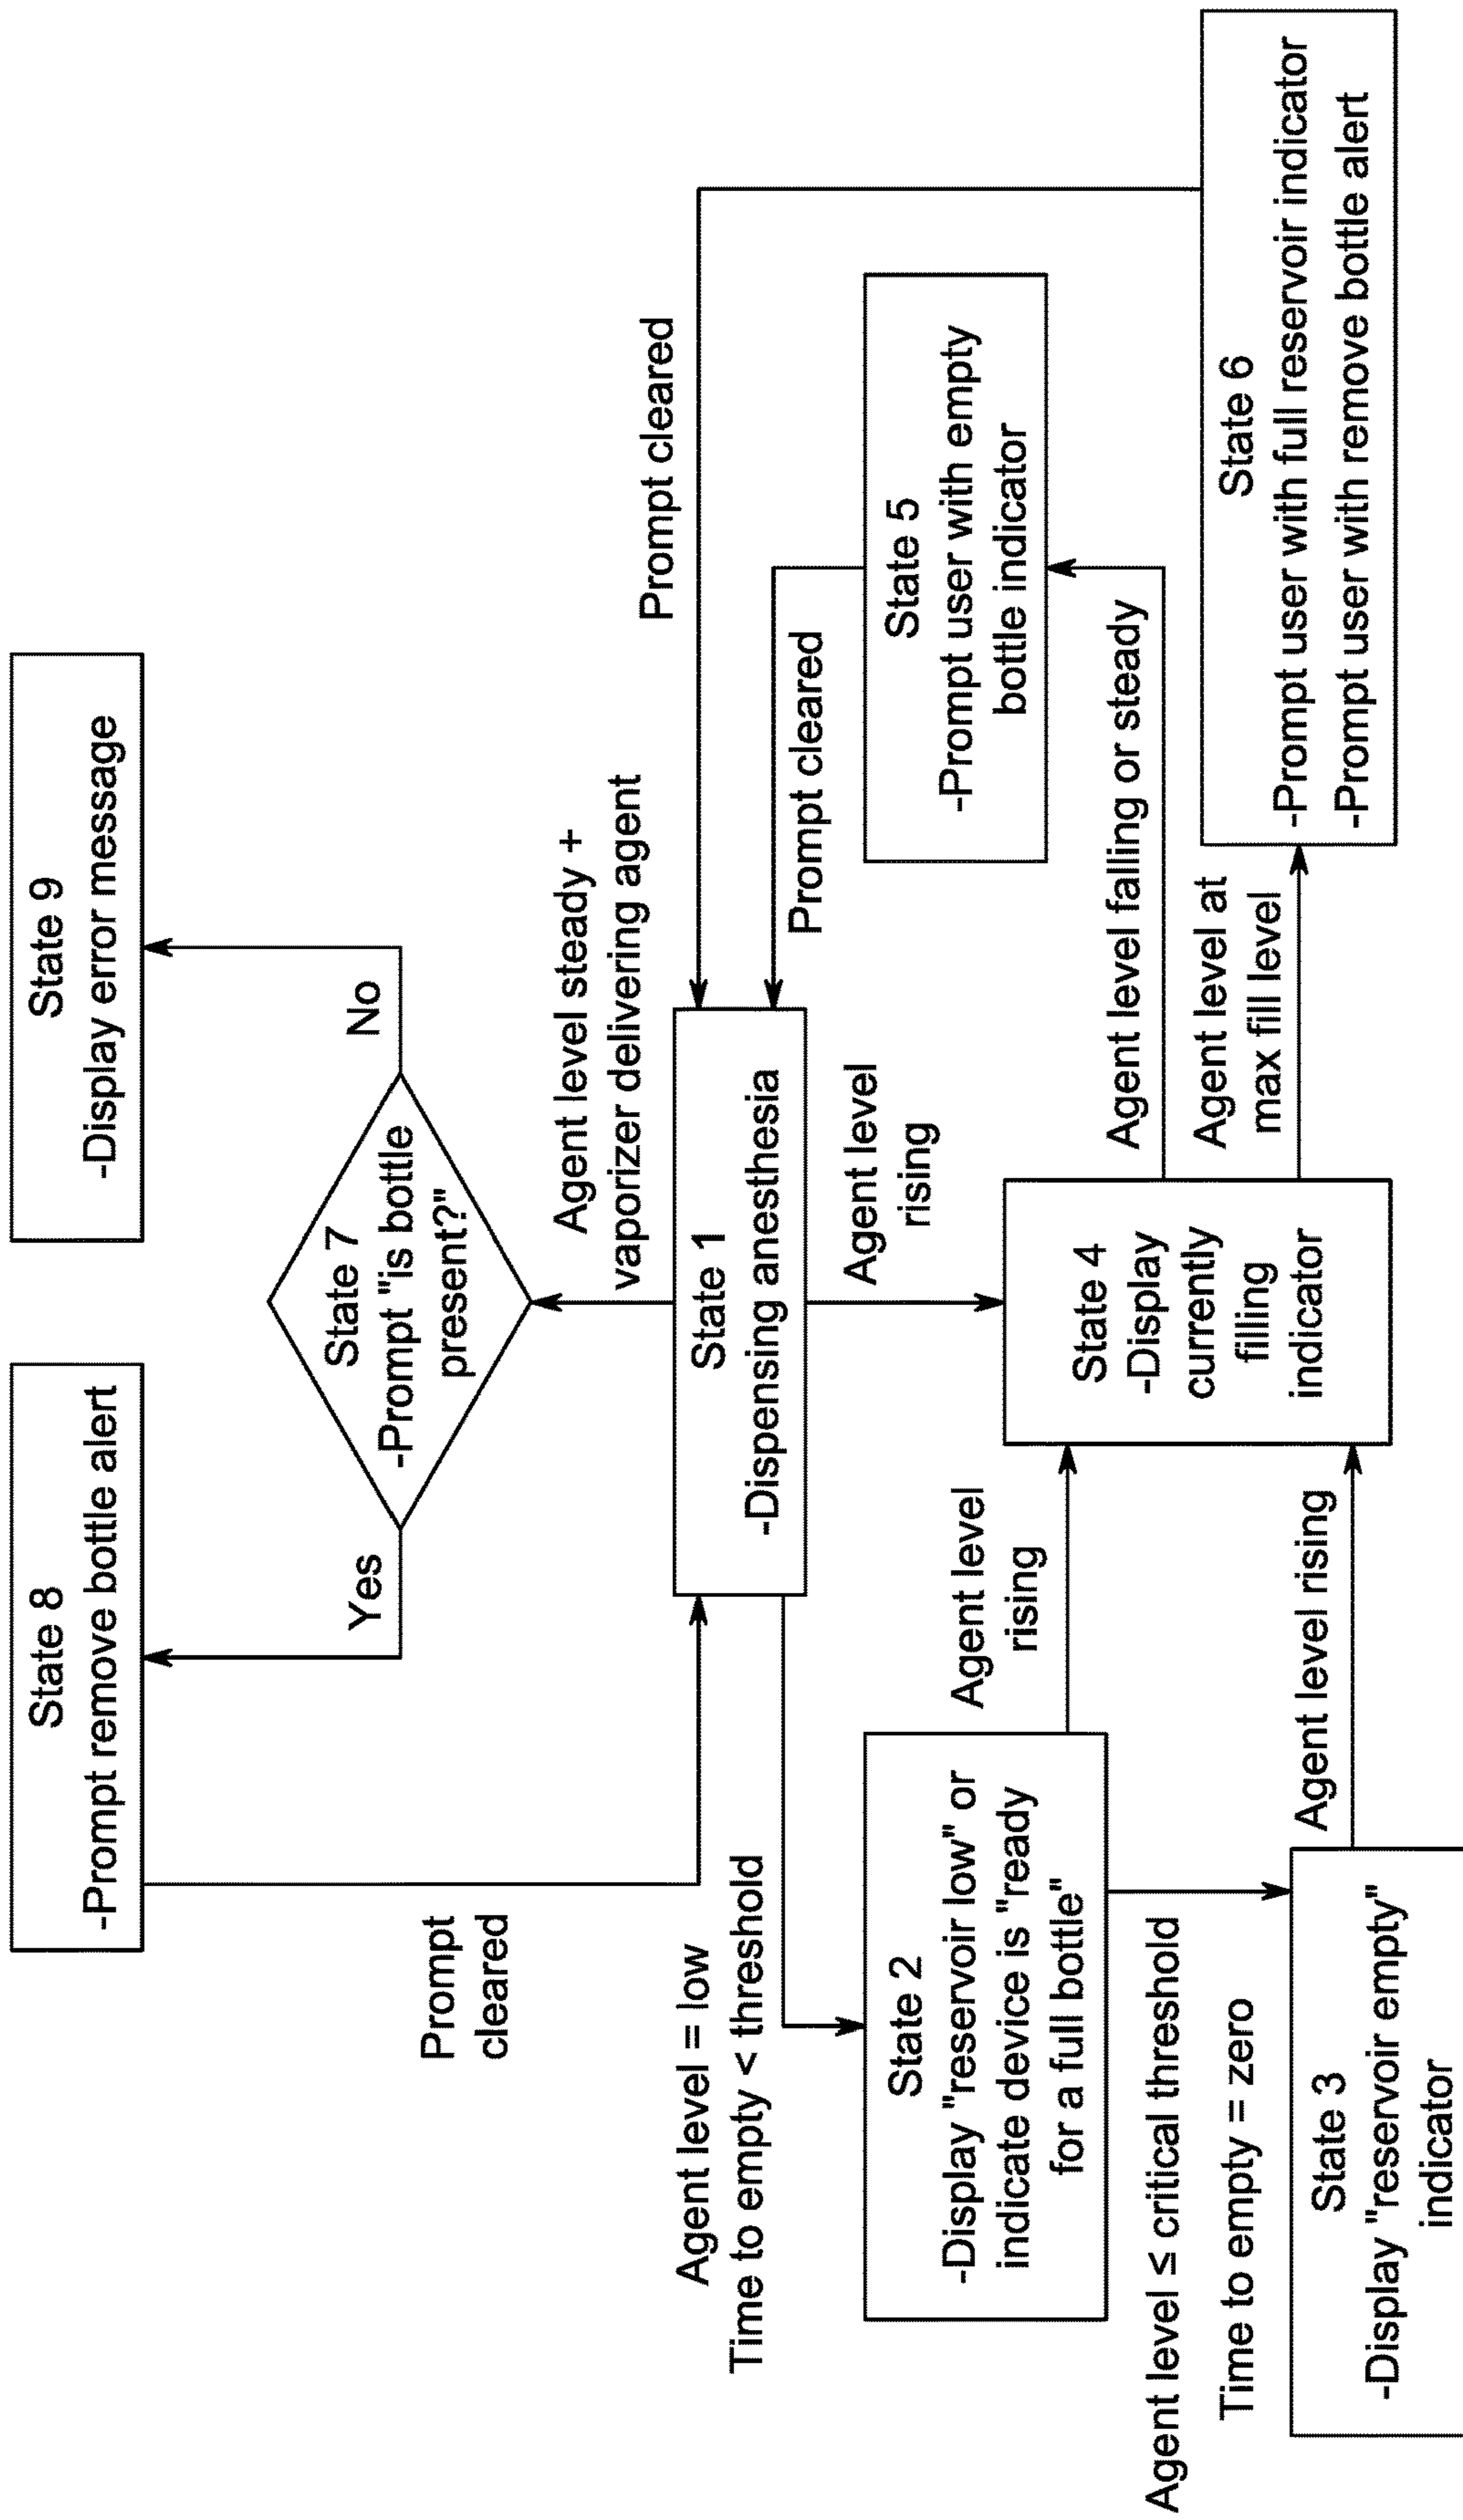 State 8
-Prompt remove bottle alert
State 9
-Display error message
Yes
No
State 7
-Prompt "is bottle
present?"
Prompt
cleared
Agent level steady +
vaporizer delivering agent
Prompt cleared
Agent level = low
Time to empty < threshold
State 1
-Dispensing anesthesia
Prompt cleared
State 2
-Display "reservoir low" or
indicate device is "ready
for a full bottle"
Agent level
rising
Agent level
rising
State 5
-Prompt user with empty
bottle indicator
State 4
-Display
currently
filling
indicator
Agent level falling or steady
Agent level at
max fill level
Agent level ≤ critical threshold
Time to empty = zero
Agent level rising
State 3
-Display "reservoir empty"
indicator
State 6
-Prompt user with full reservoir indicator
-Prompt user with remove bottle alert